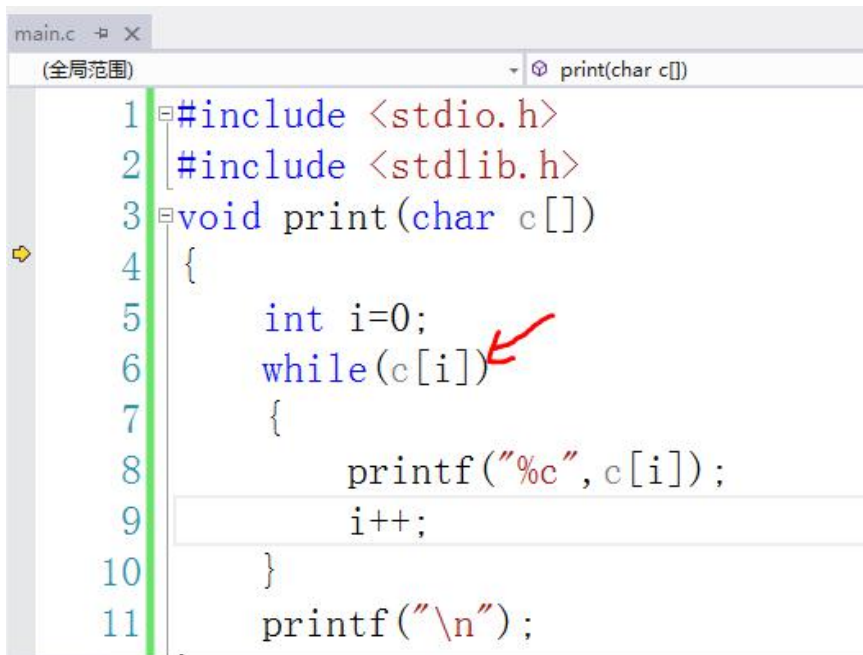 main.c
(全局范围) print(char c[])
1 #include <stdio.h>
2 #include <stdlib.h>
3 void print(char c[])
4 {
5 int i=0;
6 while(c[i])
7 {
8 printf("%c",c[i]);
9 i++;
10 }
11 printf("\n");